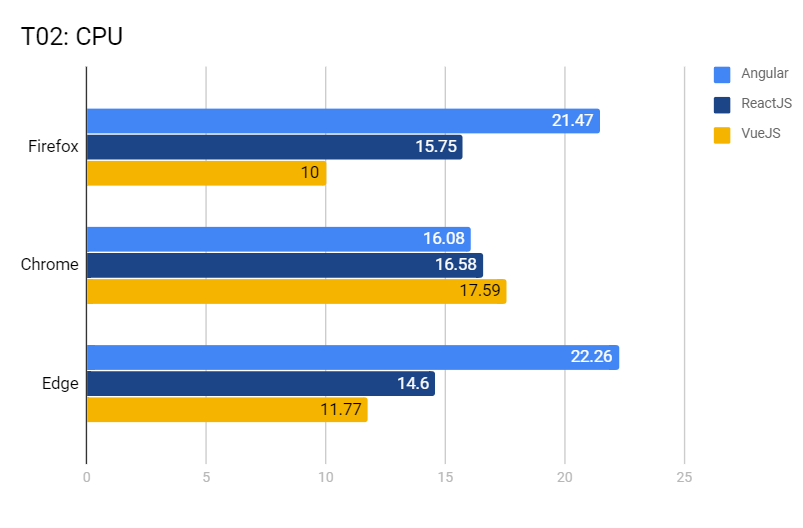 T02: CPU
Angular
ReactJS
VueJS
Firefox
21.47
15.75
10
Chrome
16.08
16.58
17.59
Edge
22.26
14.6
11.77
0 5 10 15 20 25